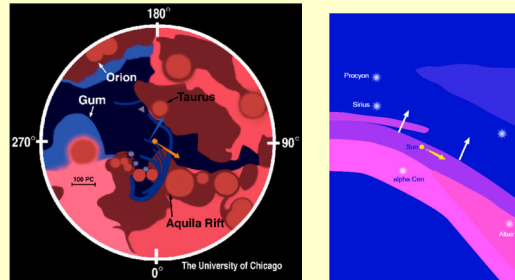 180°
Orion
Taurus
Gum
270°
90°
100 PC
Aquila Rift
0°
The University of Chicago
Procyon
Sirius
Sun
alpha Cen
Altair